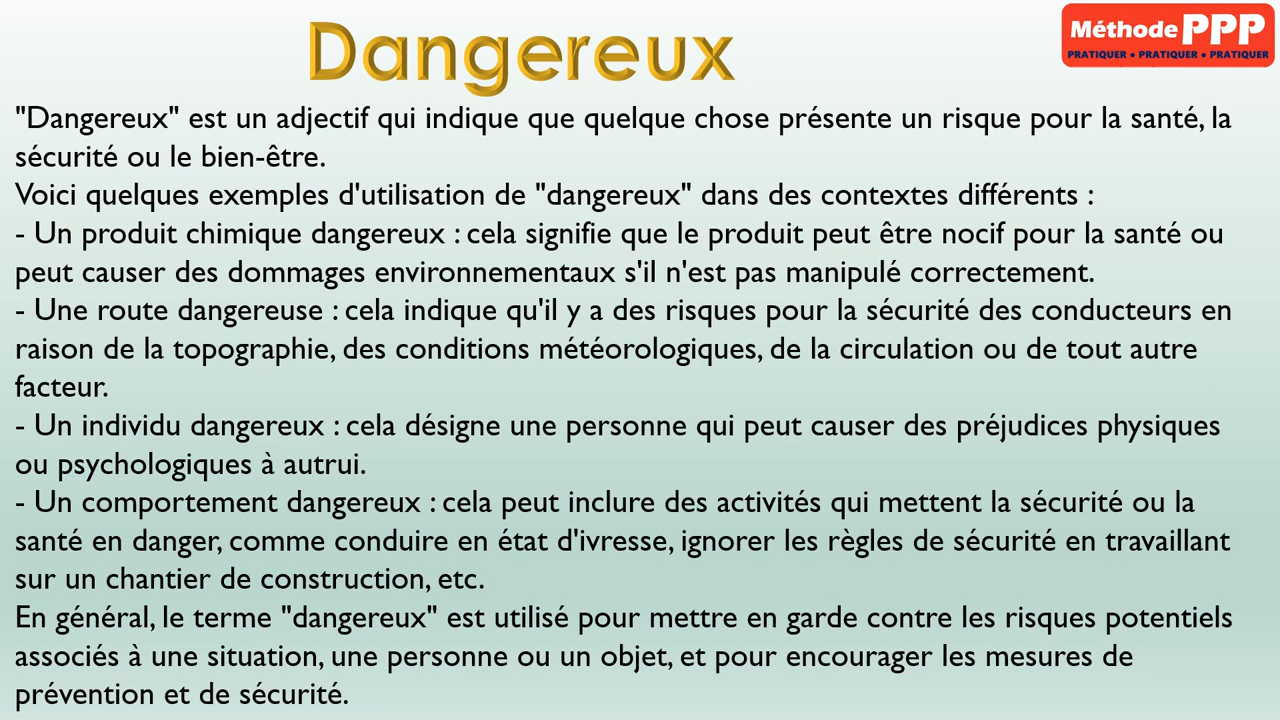 Dangereux
Méthode PPP
PRATIQUER • PRATIQUER • PRATIQUER
"Dangereux" est un adjectif qui indique que quelque chose présente un risque pour la santé, la
sécurité ou le bien-être.
Voici quelques exemples d'utilisation de "dangereux" dans des contextes différents :
- Un produit chimique dangereux : cela signifie que le produit peut être nocif pour la santé ou
peut causer des dommages environnementaux s'il n'est pas manipulé correctement.
- Une route dangereuse : cela indique qu'il y a des risques pour la sécurité des conducteurs en
raison de la topographie, des conditions météorologiques, de la circulation ou de tout autre
facteur.
- Un individu dangereux : cela désigne une personne qui peut causer des préjudices physiques
ou psychologiques à autrui.
- Un comportement dangereux : cela peut inclure des activités qui mettent la sécurité ou la
santé en danger, comme conduire en état d'ivresse, ignorer les règles de sécurité en travaillant
sur un chantier de construction, etc.
En général, le terme "dangereux" est utilisé pour mettre en garde contre les risques potentiels
associés à une situation, une personne ou un objet, et pour encourager les mesures de
prévention et de sécurité.